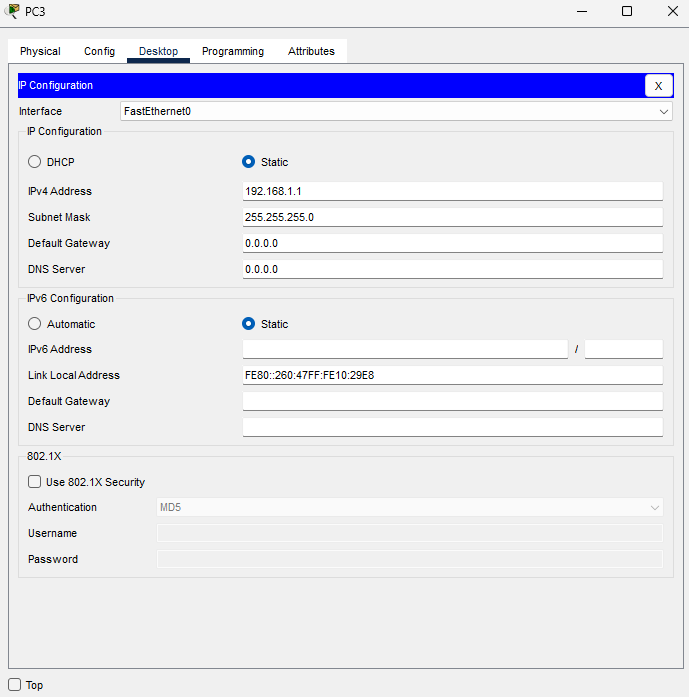 PC3
Physical Config Desktop Programming Attributes
IP Configuration X
Interface FastEthernet0
IP Configuration
DHCP Static
IPv4 Address 192.168.1.1
Subnet Mask 255.255.255.0
Default Gateway 0.0.0.0
DNS Server 0.0.0.0
IPv6 Configuration
Automatic Static
IPv6 Address /
Link Local Address FE80::260:47FF:FE10:29E8
Default Gateway
DNS Server
802.1X
Use 802.1X Security
Authentication MD5
Username
Password
Top